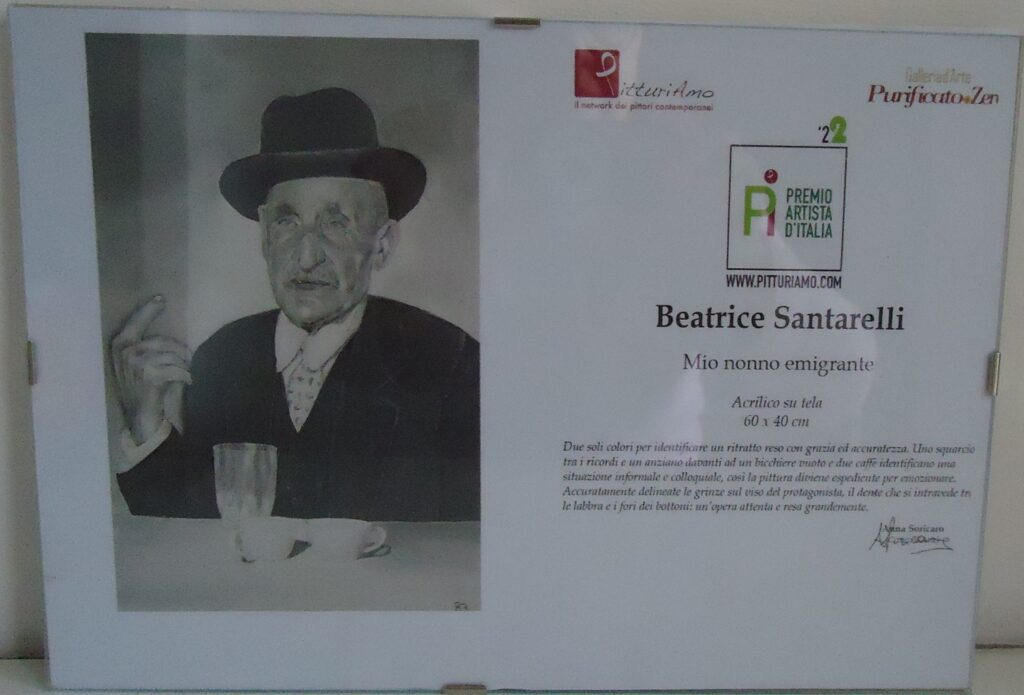 PitturiAmo
il network dei pittori contemporanei
Galleria d'Arte
Purificato.Zero
'22
Pi PREMIO
ARTISTA
D'ITALIA
WWW.PITTURIAMO.COM
Beatrice Santarelli
Mio nonno emigrante
Acrilico su tela
60 x 40 cm
Due soli colori per identificare un ritratto reso con grazia ed accuratezza. Uno squarcio
tra i ricordi e un anziano davanti ad un bicchiere vuoto e due caffè identificano una
situazione informale e colloquiale, così la pittura diviene espediente per emozionare.
Accuratamente delineate le grinze sul viso del protagonista, il dente che si intravede tra
le labbra e i fori dei bottoni: un'opera attenta e resa grandemente.
Anna Soricaro